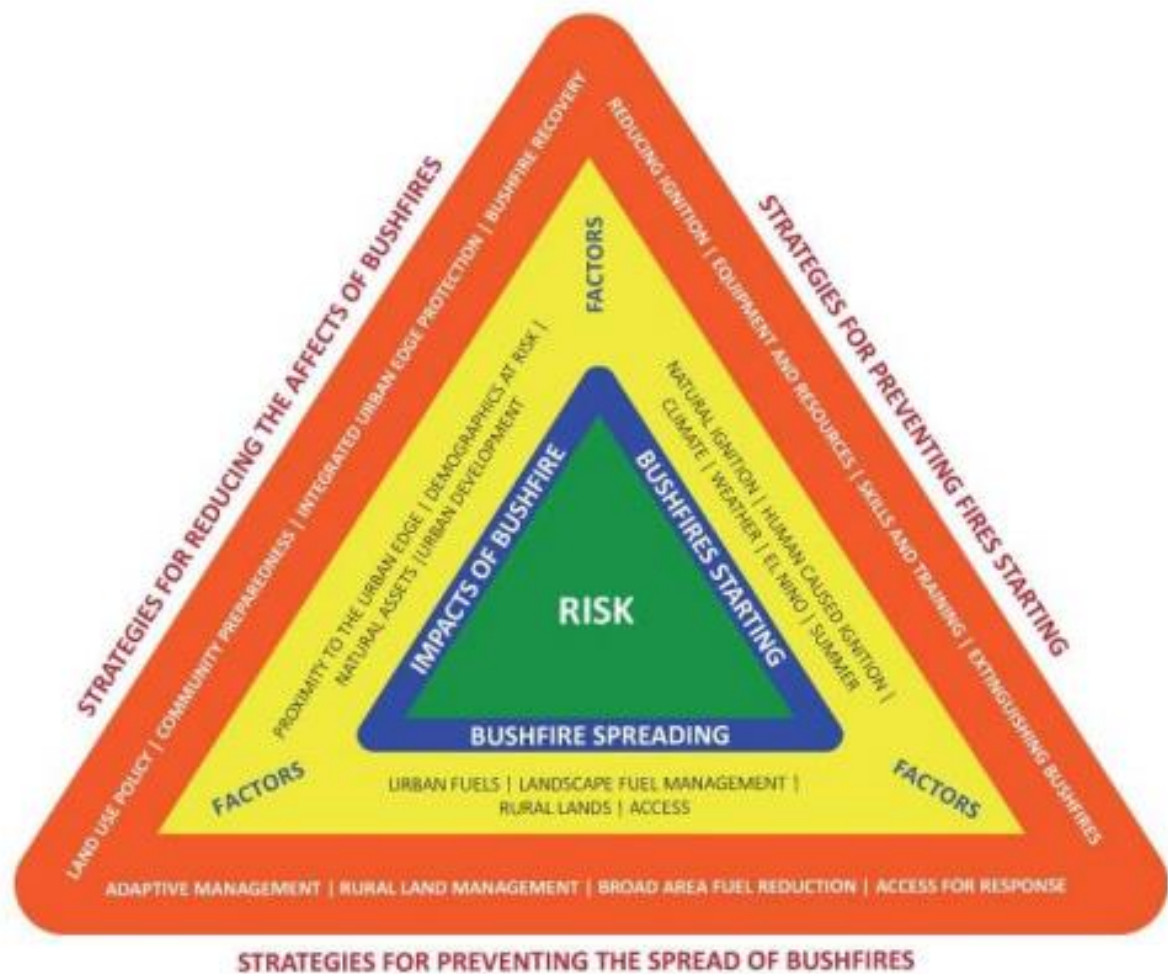 STRATEGIES FOR REDUCING THE AFFECTS OF BUSHFIRES
LAND USE POLICY | COMMUNITY PREPAREDNESS | INTEGRATED URBAN EDGE PROTECTION | BUSHFIRE RECOVERY
STRATEGIES FOR PREVENTING FIRES STARTING
REDUCING IGNITION | EQUIPMENT AND RESOURCES | SKILLS AND TRAINING | EXTINGUISHING BUSHFIRES
FACTORS
PROXIMITY TO THE URBAN EDGE | DEMOGRAPHICS AT RISK |
NATURAL ASSETS | URBAN DEVELOPMENT
NATURAL IGNITION | HUMAN CAUSED IGNITION |
CLIMATE | WEATHER | EL NINO | SUMMER
IMPACTS OF BUSHFIRE
BUSHFIRES STARTING
RISK
BUSHFIRE SPREADING
FACTORS
FACTORS
URBAN FUELS | LANDSCAPE FUEL MANAGEMENT |
RURAL LANDS | ACCESS
ADAPTIVE MANAGEMENT | RURAL LAND MANAGEMENT | BROAD AREA FUEL REDUCTION | ACCESS FOR RESPONSE
STRATEGIES FOR PREVENTING THE SPREAD OF BUSHFIRES